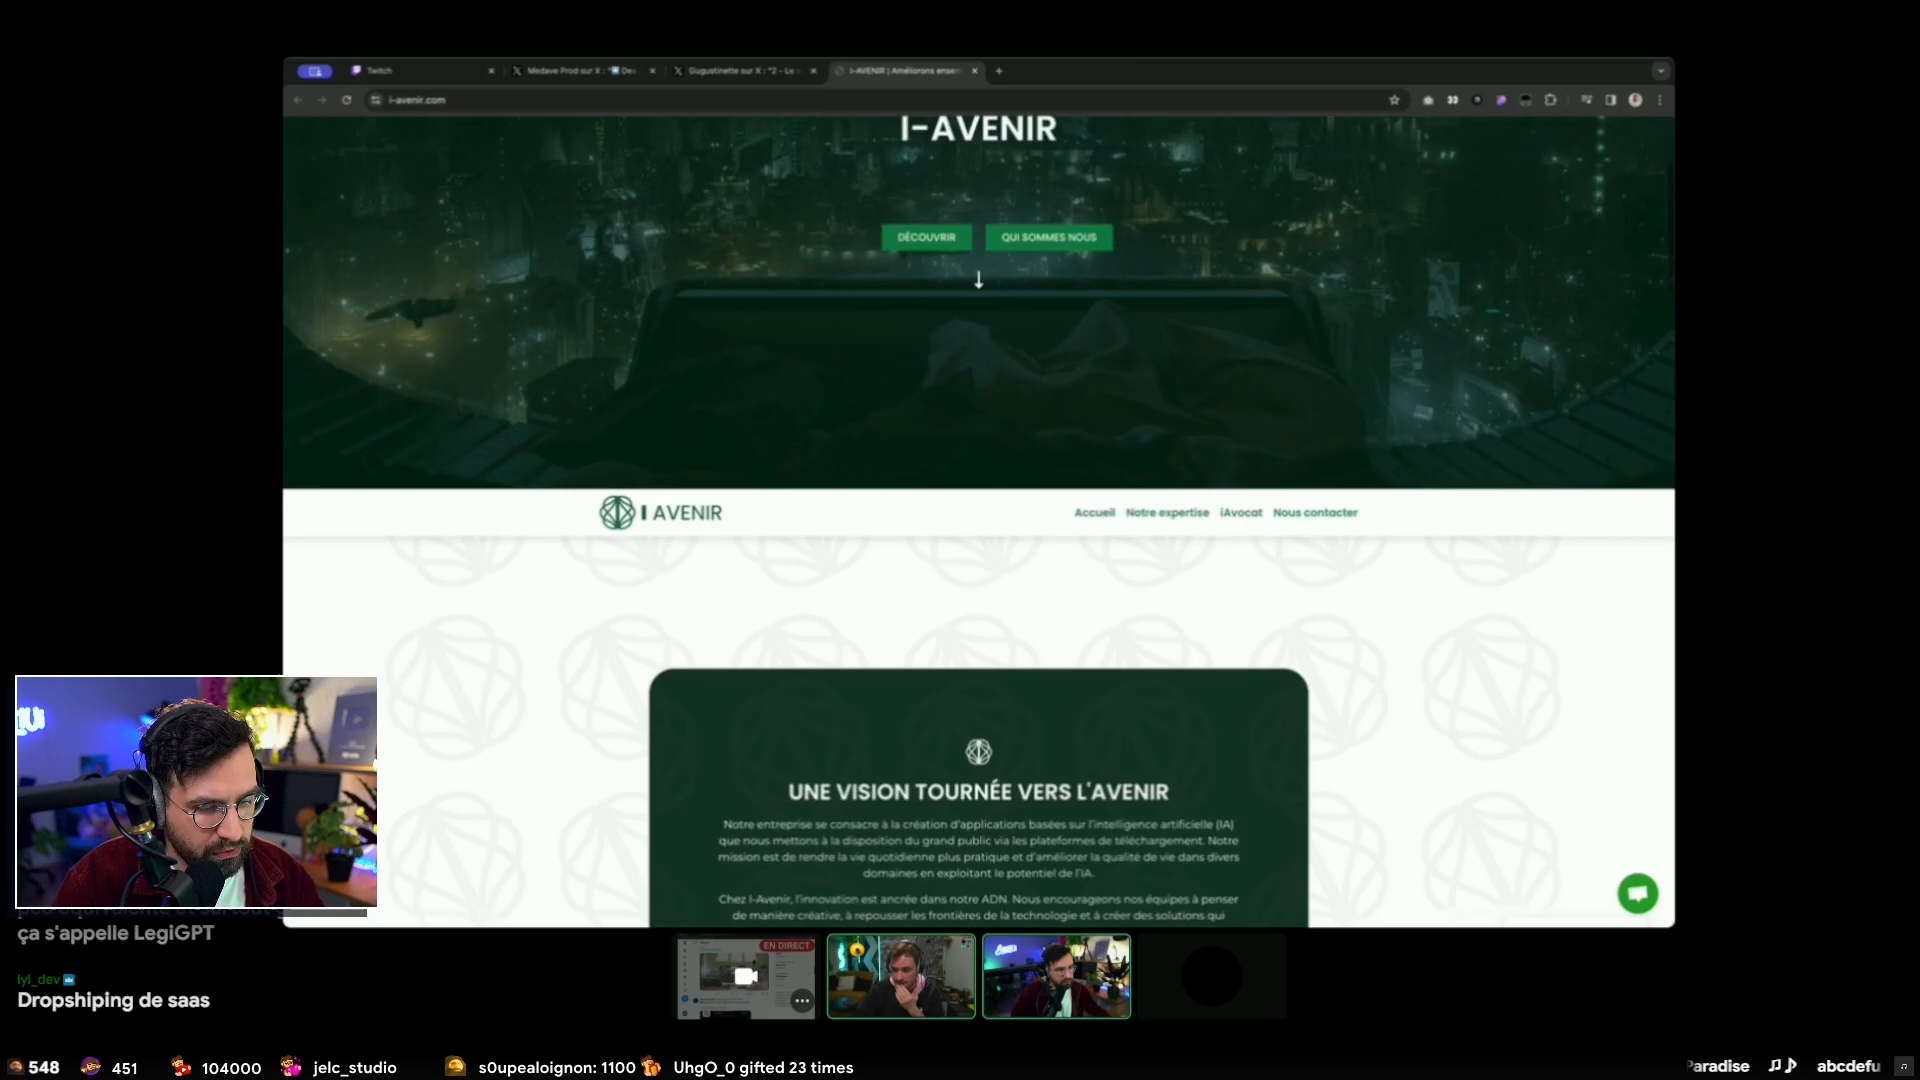 Twitch
Medave Prod sur X : "
Gugustinette sur X : "2 - Le
I-AVENIR | Améliorons ensem
i-avenir.com
I-AVENIR
DÉCOUVRIR
QUI SOMMES NOUS
I AVENIR
Accueil
Notre expertise
iAvocat
Nous contacter
UNE VISION TOURNÉE VERS L'AVENIR
Notre entreprise se consacre à la création d'applications basées sur l'intelligence artificielle (IA)
que nous mettons à la disposition du grand public via les plateformes de téléchargement. Notre
mission est de rendre la vie quotidienne plus pratique et d'améliorer la qualité de vie dans divers
domaines en exploitant le potentiel de l'IA.
Chez I-Avenir, l'innovation est ancrée dans notre ADN. Nous encourageons nos équipes à penser
de manière créative, à repousser les frontières de la technologie et à créer des solutions qui
ça s'appelle LegiGPT
lyl_dev
Dropshiping de saas
EN DIRECT
548
451
104000
jelc_studio
s0upealoignon: 1100
UhgO_0 gifted 23 times
Paradise
abcdefu